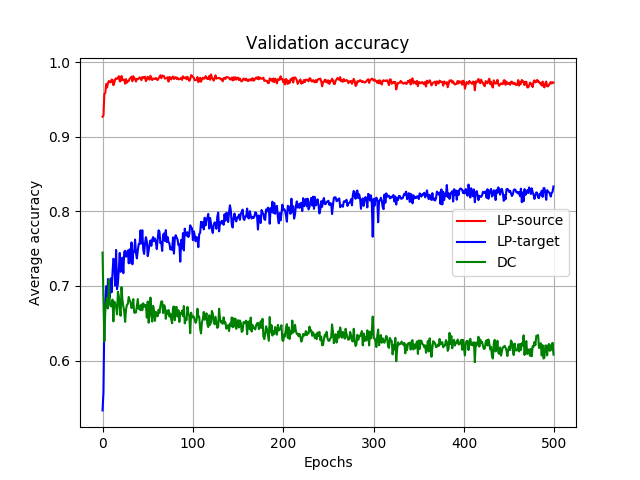 Validation accuracy
Average accuracy
1.0
0.9
0.8
0.7
0.6
LP-source
LP-target
DC
0
100
200
300
400
500
Epochs